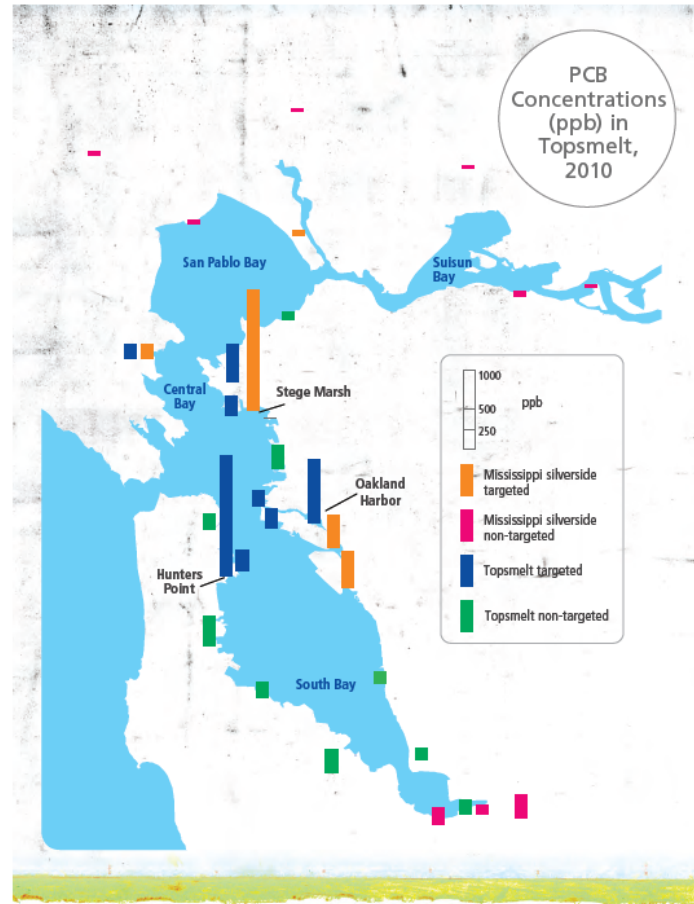 PCB
Concentrations
(ppb) in
Topsmelt,
2010
San Pablo Bay
Suisun
Bay
Central
Bay
Stege Marsh
1000
500
250
ppb
Mississippi silverside
targeted
Mississippi silverside
non-targeted
Topsmelt targeted
Topsmelt non-targeted
Oakland
Harbor
Hunters
Point
South Bay